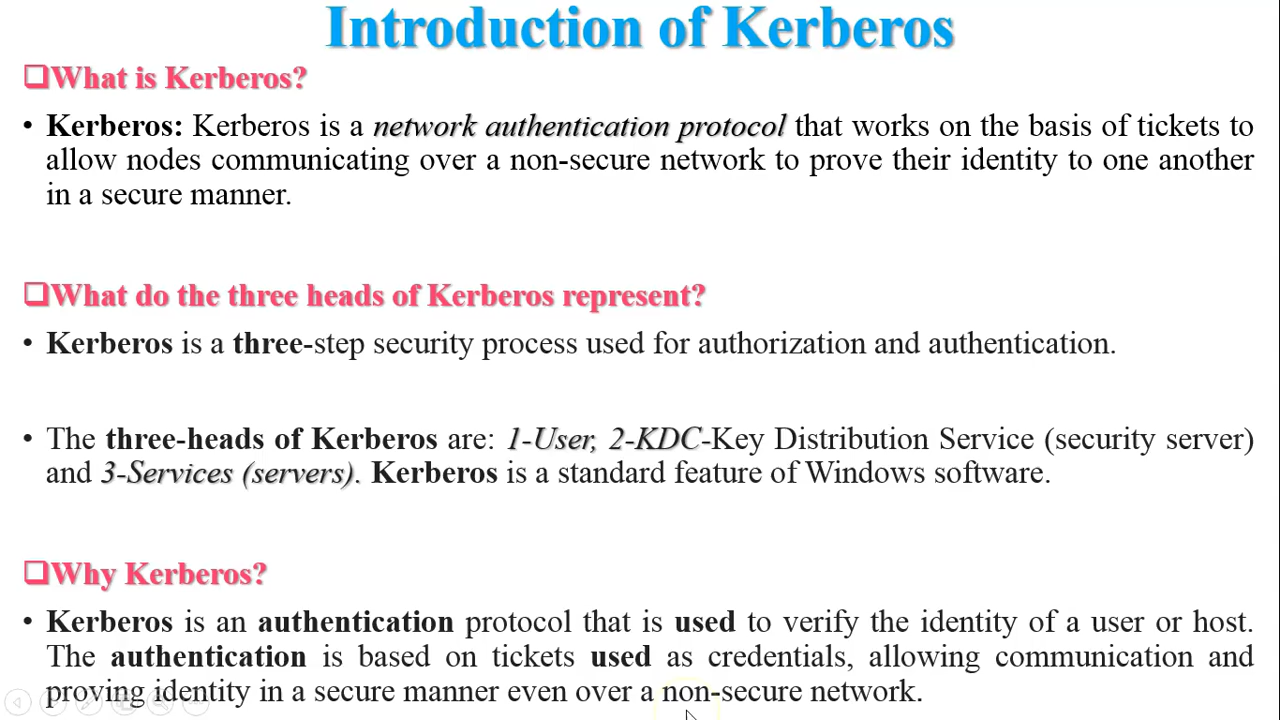 Introduction of Kerberos
❑What is Kerberos?
• Kerberos: Kerberos is a network authentication protocol that works on the basis of tickets to
allow nodes communicating over a non-secure network to prove their identity to one another
in a secure manner.
❑What do the three heads of Kerberos represent?
• Kerberos is a three-step security process used for authorization and authentication.
• The three-heads of Kerberos are: 1-User, 2-KDC-Key Distribution Service (security server)
and 3-Services (servers). Kerberos is a standard feature of Windows software.
❑Why Kerberos?
• Kerberos is an authentication protocol that is used to verify the identity of a user or host.
The authentication is based on tickets used as credentials, allowing communication and
proving identity in a secure manner even over a non-secure network.